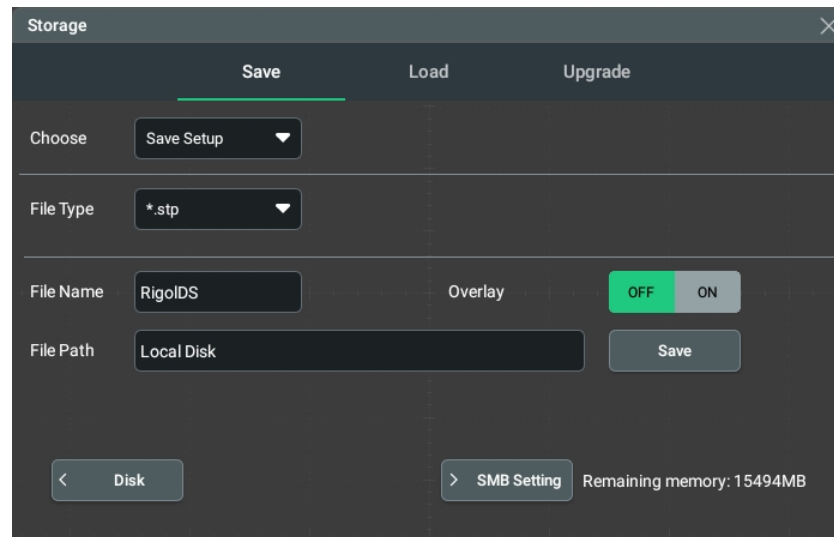 Storage
Save Load Upgrade
Choose Save Setup
File Type *.stp
File Name RigolDS Overlay OFF ON
File Path Local Disk Save
Disk SMB Setting Remaining memory: 15494MB